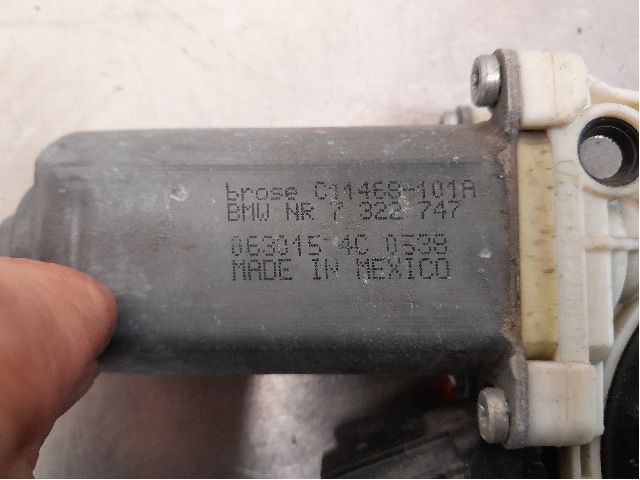 brose C11468-101A
BMW NR 7 322 747
063015 4C 0538
MADE IN MEXICO